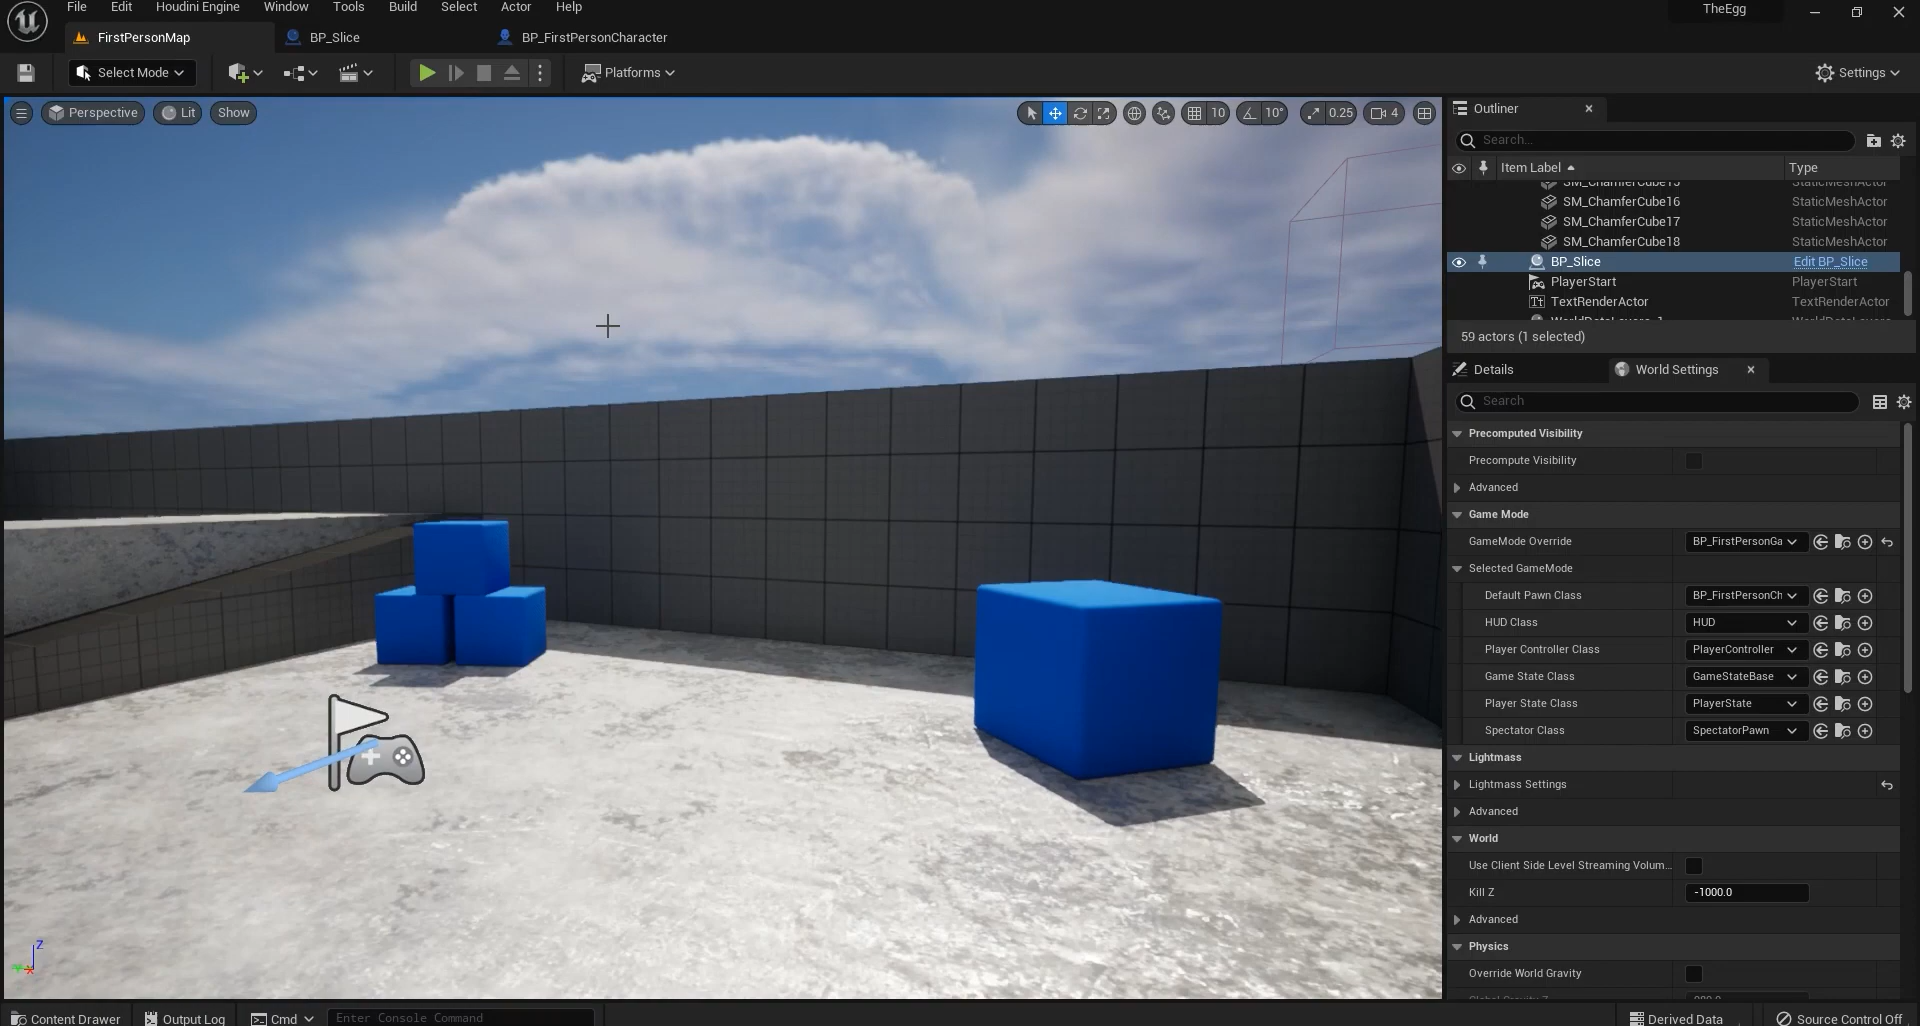 File Edit Houdini Engine Window Tools Build Select Actor Help TheEgg
FirstPersonMap BP_Slice BP_FirstPersonCharacter
Select Mode Platforms Settings
Perspective Lit Show 10 10° 0.25 4
Outliner
Search...
Item Label Type
SM_ChamferCube15 StaticMeshActor
SM_ChamferCube16 StaticMeshActor
SM_ChamferCube17 StaticMeshActor
SM_ChamferCube18 StaticMeshActor
BP_Slice Edit BP_Slice
PlayerStart PlayerStart
TextRenderActor TextRenderActor
59 actors (1 selected)
Details World Settings
Search
Precomputed Visibility
Precompute Visibility
Advanced
Game Mode
GameMode Override BP_FirstPersonGa
Selected GameMode
Default Pawn Class BP_FirstPersonCh
HUD Class HUD
Player Controller Class PlayerController
Game State Class GameStateBase
Player State Class PlayerState
Spectator Class SpectatorPawn
Lightmass
Lightmass Settings
Advanced
World
Use Client Side Level Streaming Volum...
Kill Z -1000.0
Advanced
Physics
Override World Gravity
Z
Y X
Content Drawer Output Log Cmd Enter Console Command Derived Data Source Control Off